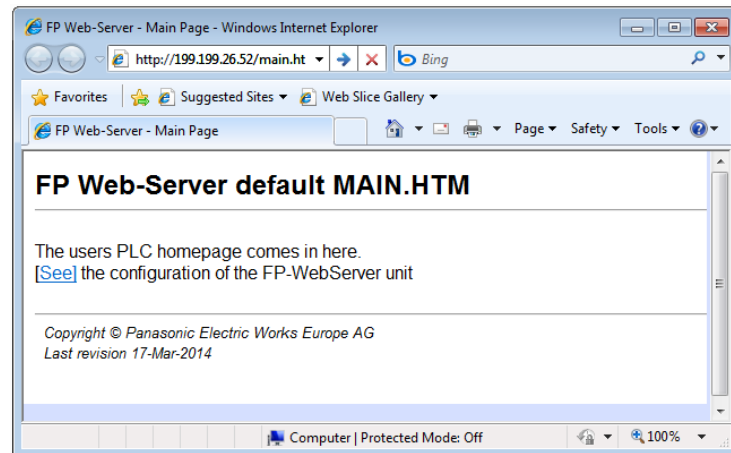 FP Web-Server - Main Page - Windows Internet Explorer
http://199.199.26.52/main.ht
Bing
Favorites Suggested Sites Web Slice Gallery
FP Web-Server - Main Page
Page Safety Tools
FP Web-Server default MAIN.HTM
The users PLC homepage comes in here.
[See] the configuration of the FP-WebServer unit
Copyright © Panasonic Electric Works Europe AG
Last revision 17-Mar-2014
Computer | Protected Mode: Off 100%